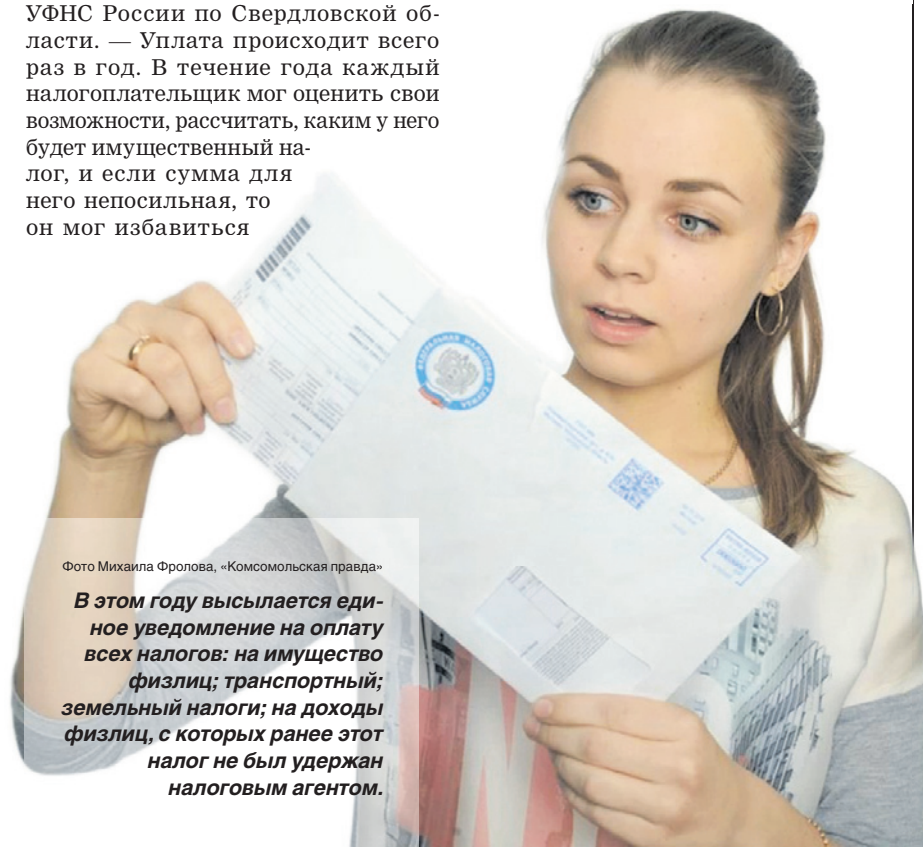 УФНС России по Свердловской об-
ласти. — Уплата происходит всего
раз в год. В течение года каждый
налогоплательщик мог оценить свои
возможности, рассчитать, каким у него
будет имущественный на-
лог, и если сумма для
него непосильная, то
он мог избавиться
ФЕДЕРАЛЬНАЯ НАЛОГОВАЯ СЛУЖБА
Фото Михаила Фролова, «Комсомольская правда»
В этом году высылается еди-
ное уведомление на оплату
всех налогов: на имущество
физлиц; транспортный;
земельный налоги; на доходы
физлиц, с которых ранее этот
налог не был удержан
налоговым агентом.